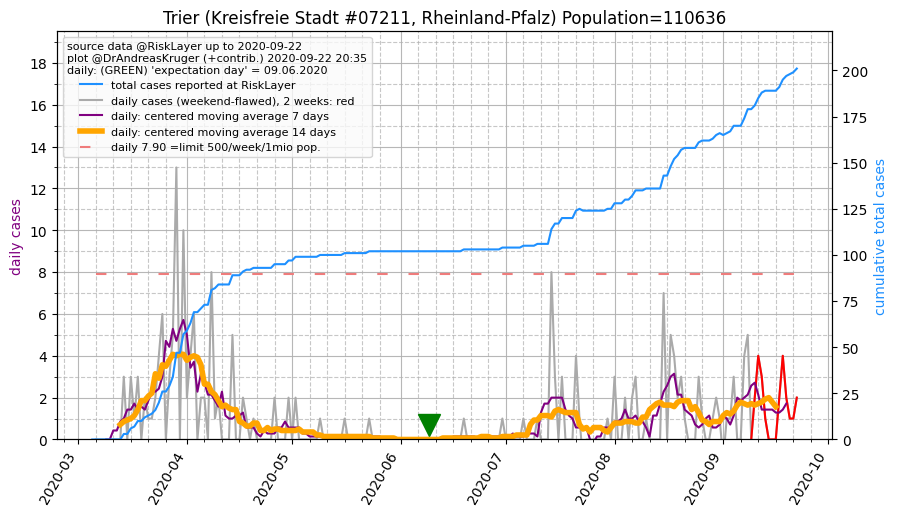 Trier (Kreisfreie Stadt #07211, Rheinland-Pfalz) Population=110636
source data @RiskLayer up to 2020-09-22
plot @DrAndreasKruger (+contrib.) 2020-09-22 20:35
daily: (GREEN) 'expectation day' = 09.06.2020
total cases reported at RiskLayer
daily cases (weekend-flawed), 2 weeks: red
daily: centered moving average 7 days
daily: centered moving average 14 days
daily 7.90 =limit 500/week/1mio pop.
daily cases
18
16
14
12
10
8
6
4
2
0
cumulative total cases
200
175
150
125
100
75
50
25
0
2020-03
2020-04
2020-05
2020-06
2020-07
2020-08
2020-09
2020-10